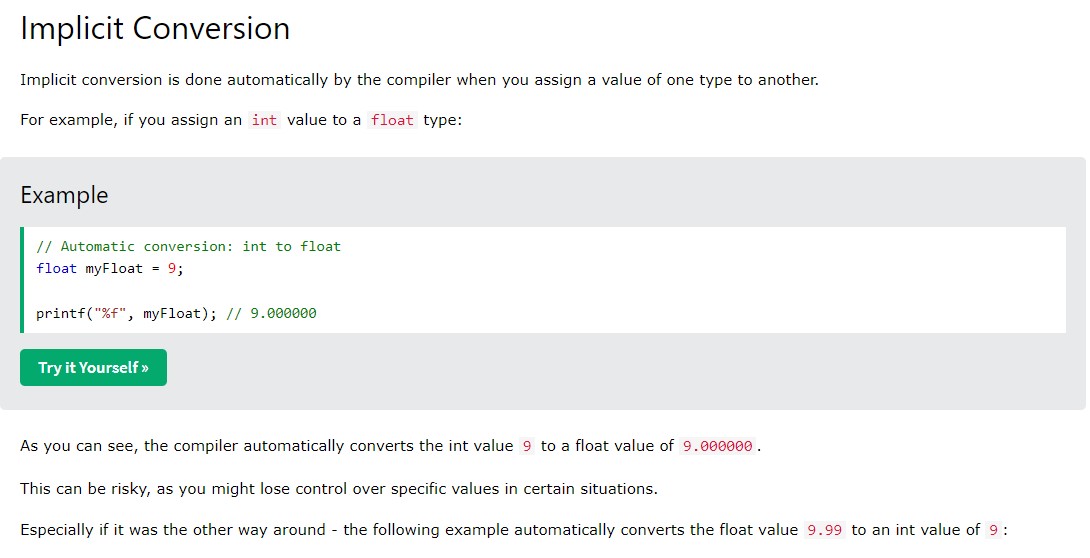 Implicit Conversion
Implicit conversion is done automatically by the compiler when you assign a value of one type to another.
For example, if you assign an int value to a float type:
Example
// Automatic conversion: int to float
float myFloat = 9;
printf("%f", myFloat); // 9.000000
Try it Yourself »
As you can see, the compiler automatically converts the int value 9 to a float value of 9.000000.
This can be risky, as you might lose control over specific values in certain situations.
Especially if it was the other way around - the following example automatically converts the float value 9.99 to an int value of 9: